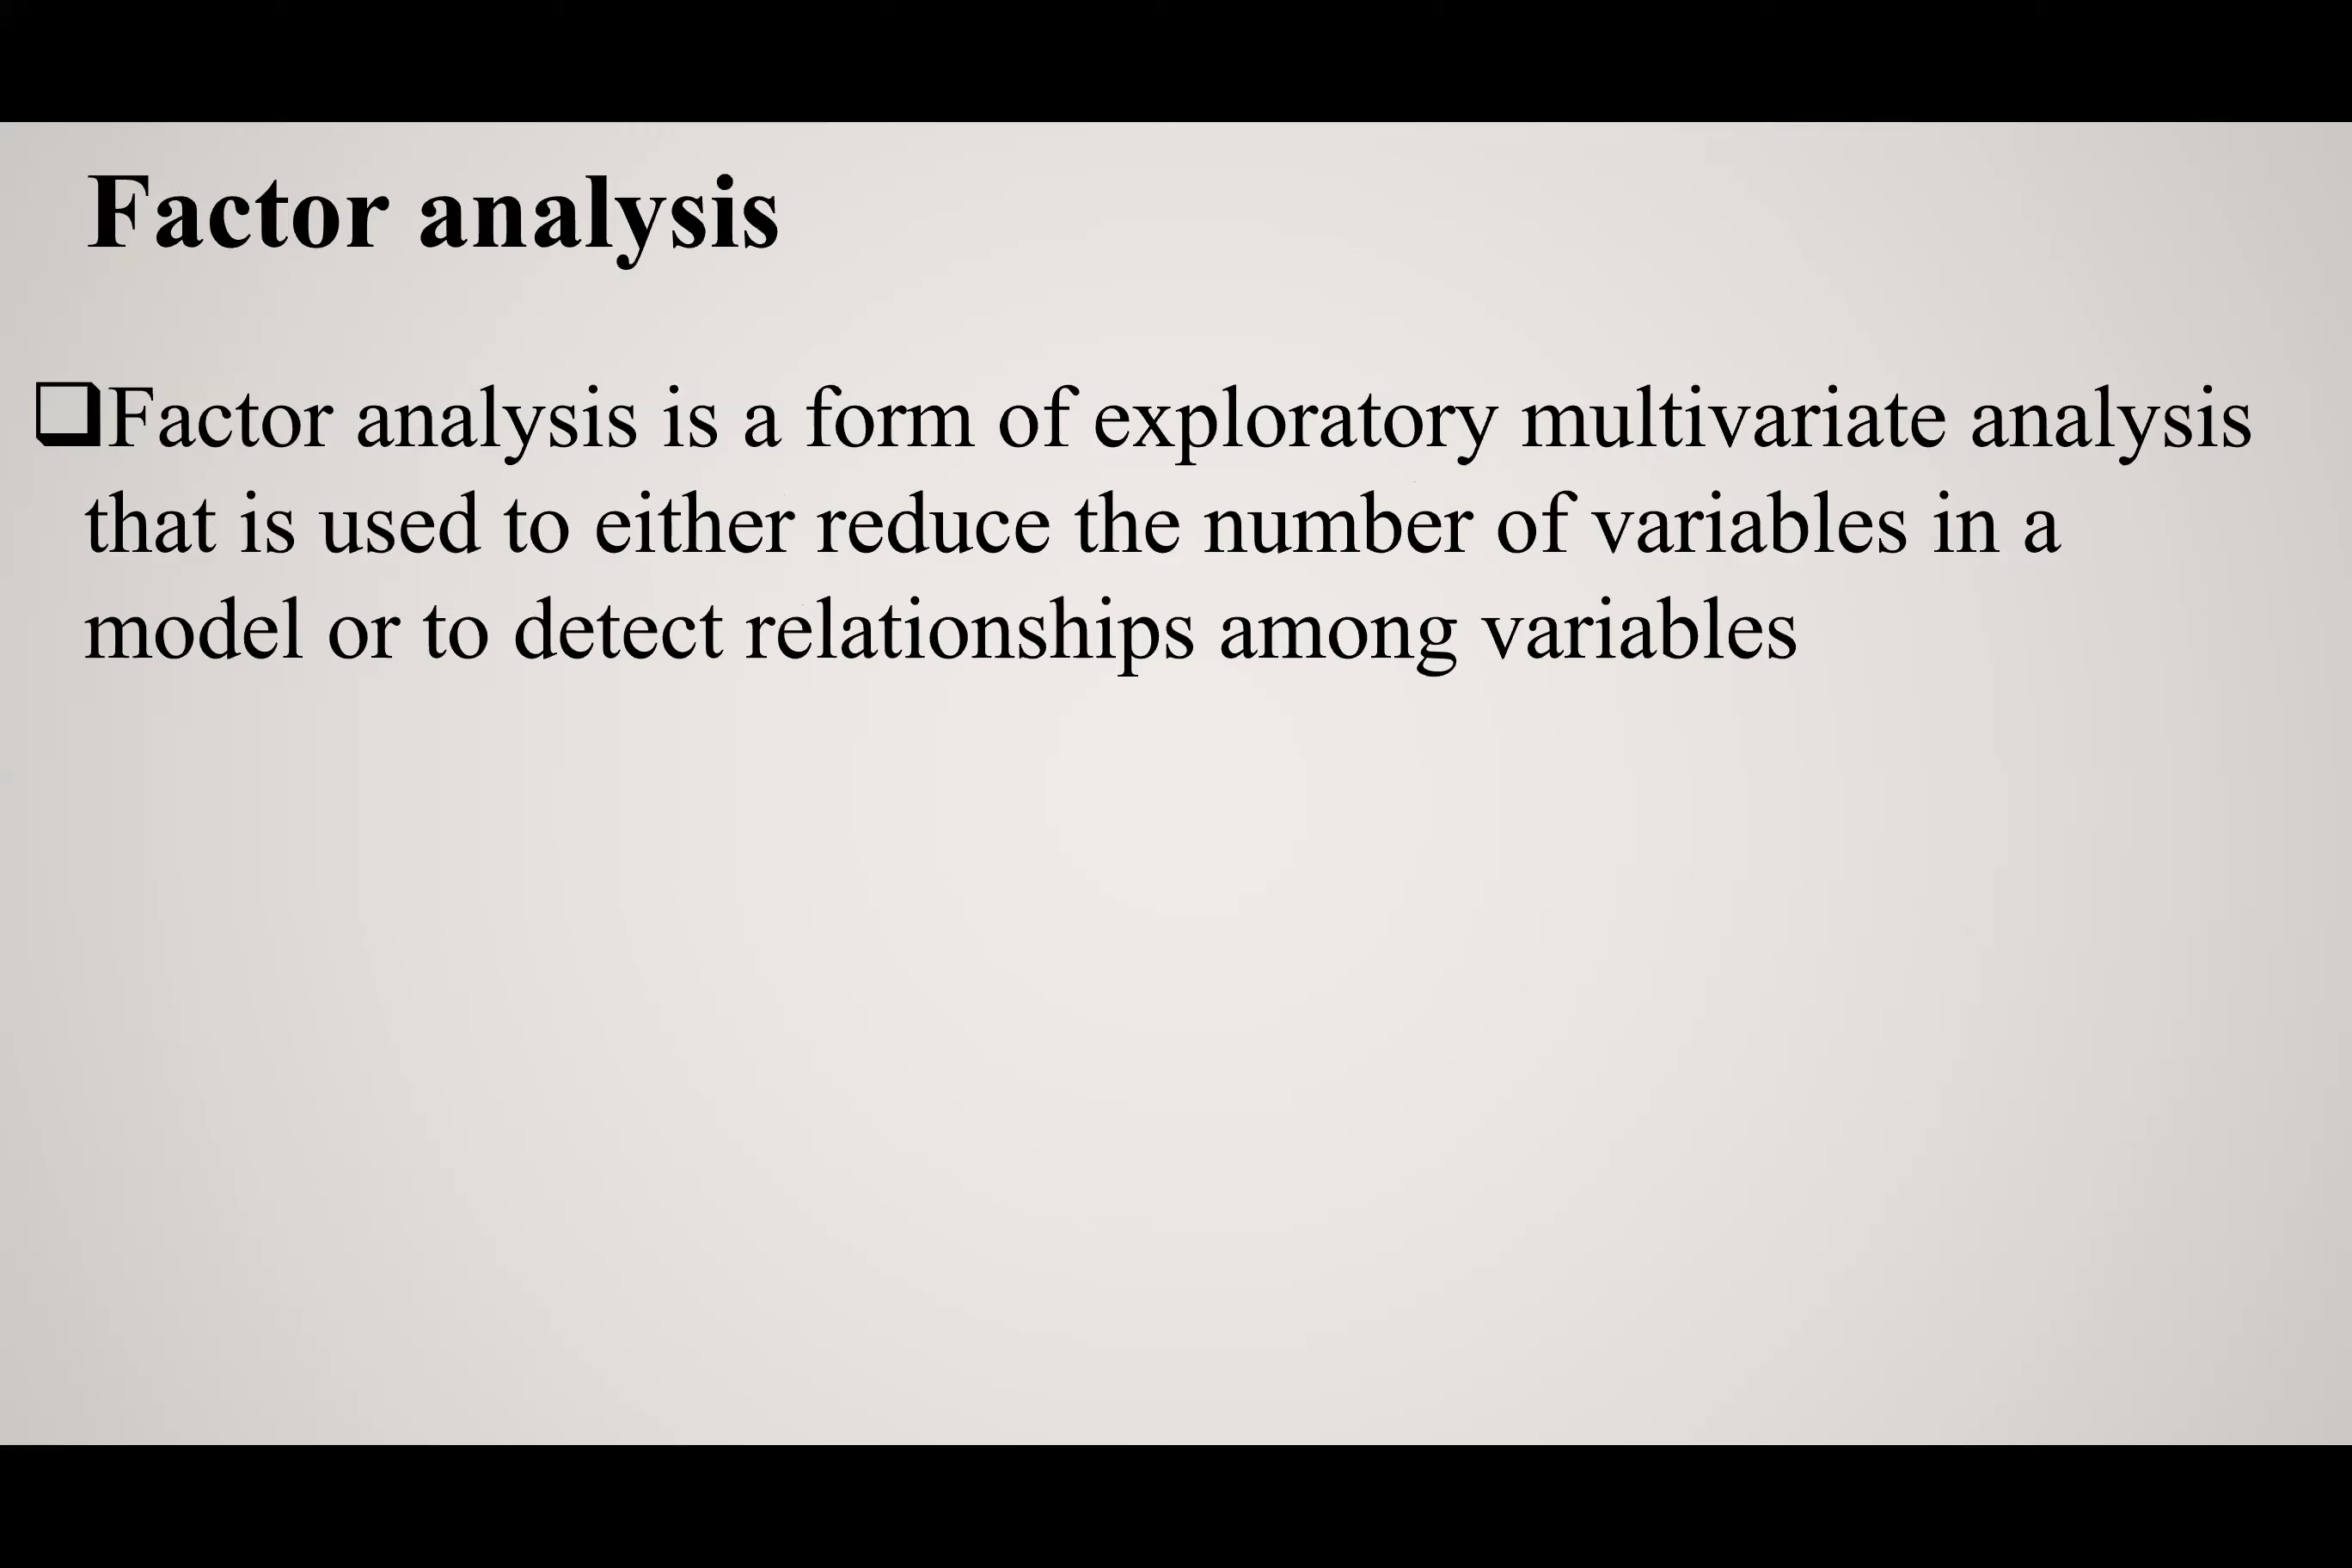 Factor analysis
❑Factor analysis is a form of exploratory multivariate analysis
that is used to either reduce the number of variables in a
model or to detect relationships among variables